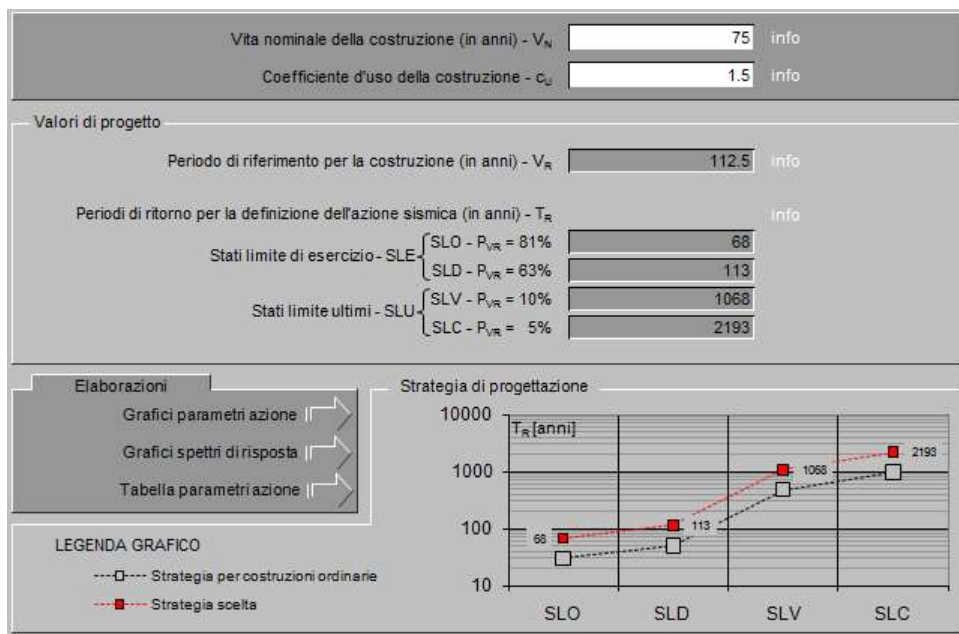 Vita nominale della costruzione (in anni) - VN 75 info
Coefficiente d'uso della costruzione - cU 1.5 info
Valori di progetto
Periodo di riferimento per la costruzione (in anni) - VR 112.5 info
Periodi di ritorno per la definizione dell'azione sismica (in anni) - TR info
Stati limite di esercizio - SLE
SLO - PVR = 81% 68
SLD - PVR = 63% 113
Stati limite ultimi - SLU
SLV - PVR = 10% 1068
SLC - PVR = 5% 2193
Elaborazioni
Grafici parametri azione
Grafici spettri di risposta
Tabella parametri azione
Strategia di progettazione
TR [anni]
10000
1000
100
10
68
113
1068
2193
SLO SLD SLV SLC
LEGENDA GRAFICO
Strategia per costruzioni ordinarie
Strategia scelta